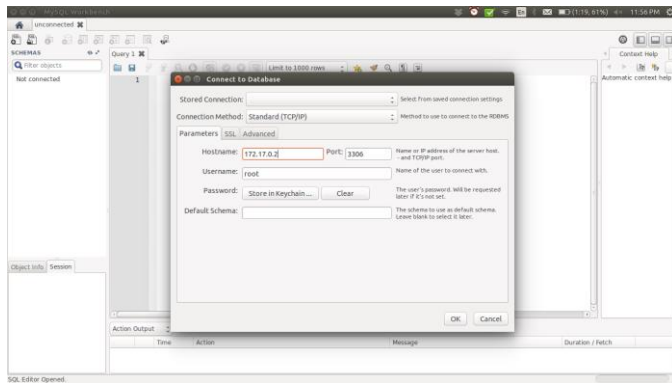 MySQL Workbench
En
(1:19, 61%)
11:56 PM
unconnected
SCHEMAS
Filter objects
Not connected
Object Info
Session
Query 1
Limit to 1000 rows
1
Context Help
Automatic context help
Connect to Database
Stored Connection:
Select from saved connection settings
Connection Method: Standard (TCP/IP)
Method to use to connect to the RDBMS
Parameters SSL Advanced
Hostname: 172.17.0.2 Port: 3306
Name or IP address of the server host.
- and TCP/IP port.
Username: root
Name of the user to connect with.
Password: Store in Keychain ... Clear
The user's password. Will be requested
later if it's not set.
Default Schema:
The schema to use as default schema.
Leave blank to select it later.
OK Cancel
Action Output
Time Action Message Duration / Fetch
SQL Editor Opened.